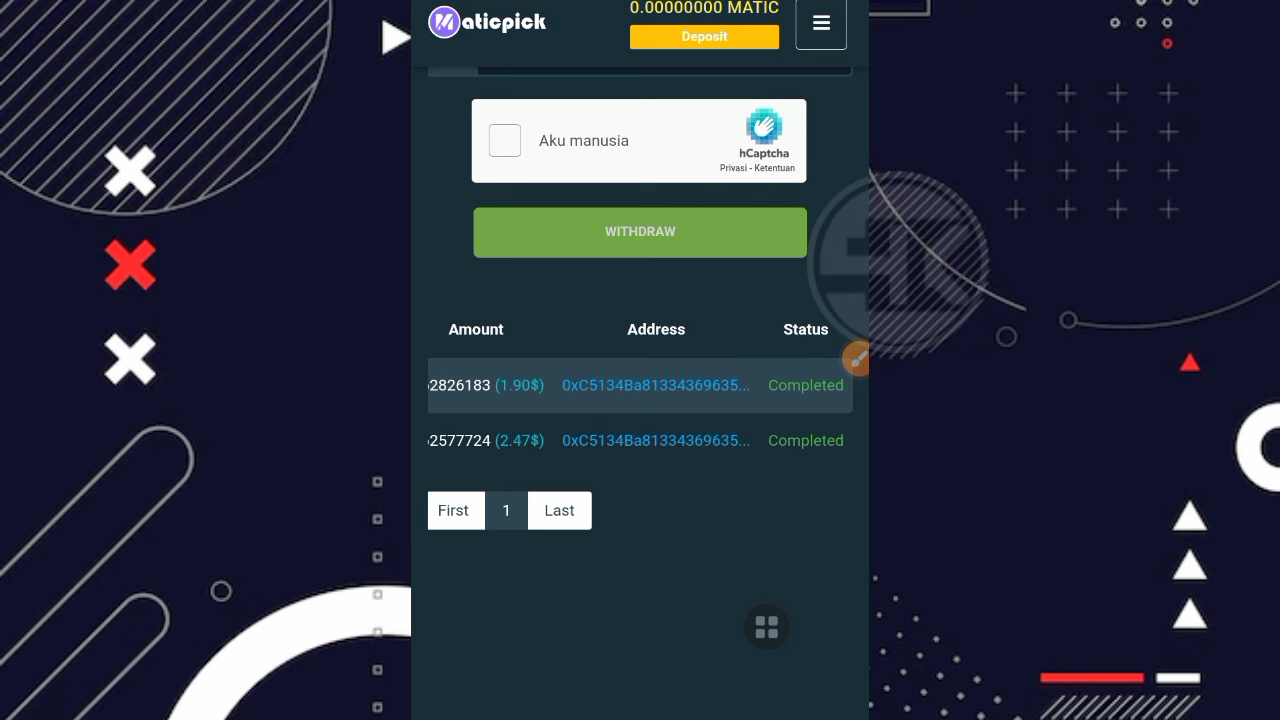 Maticpick
0.00000000 MATIC
Deposit
Aku manusia
hCaptcha
Privasi - Ketentuan
WITHDRAW
Amount Address Status
2826183 (1.90$) 0xC5134Ba81334369635... Completed
2577724 (2.47$) 0xC5134Ba81334369635... Completed
First 1 Last